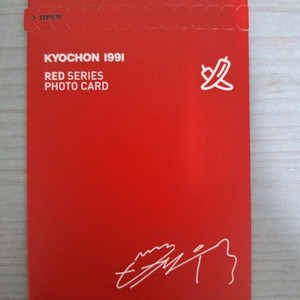 > OPEN
KYOCHON 1991
RED SERIES
PHOTO CARD